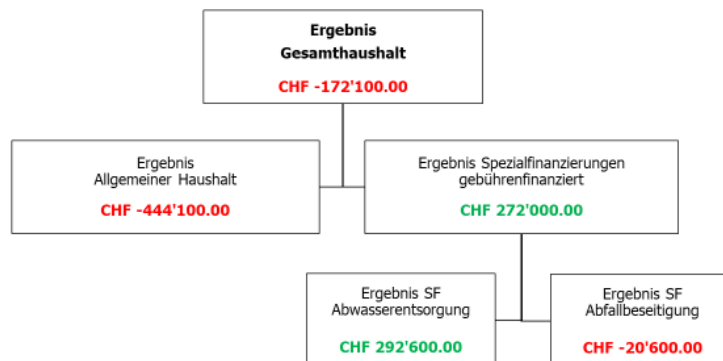 Ergebnis
Gesamthaushalt
CHF -172'100.00
Ergebnis
Allgemeiner Haushalt
CHF -444'100.00
Ergebnis Spezialfinanzierungen
gebührenfinanziert
CHF 272'000.00
Ergebnis SF
Abwasserentsorgung
CHF 292'600.00
Ergebnis SF
Abfallbeseitigung
CHF -20'600.00